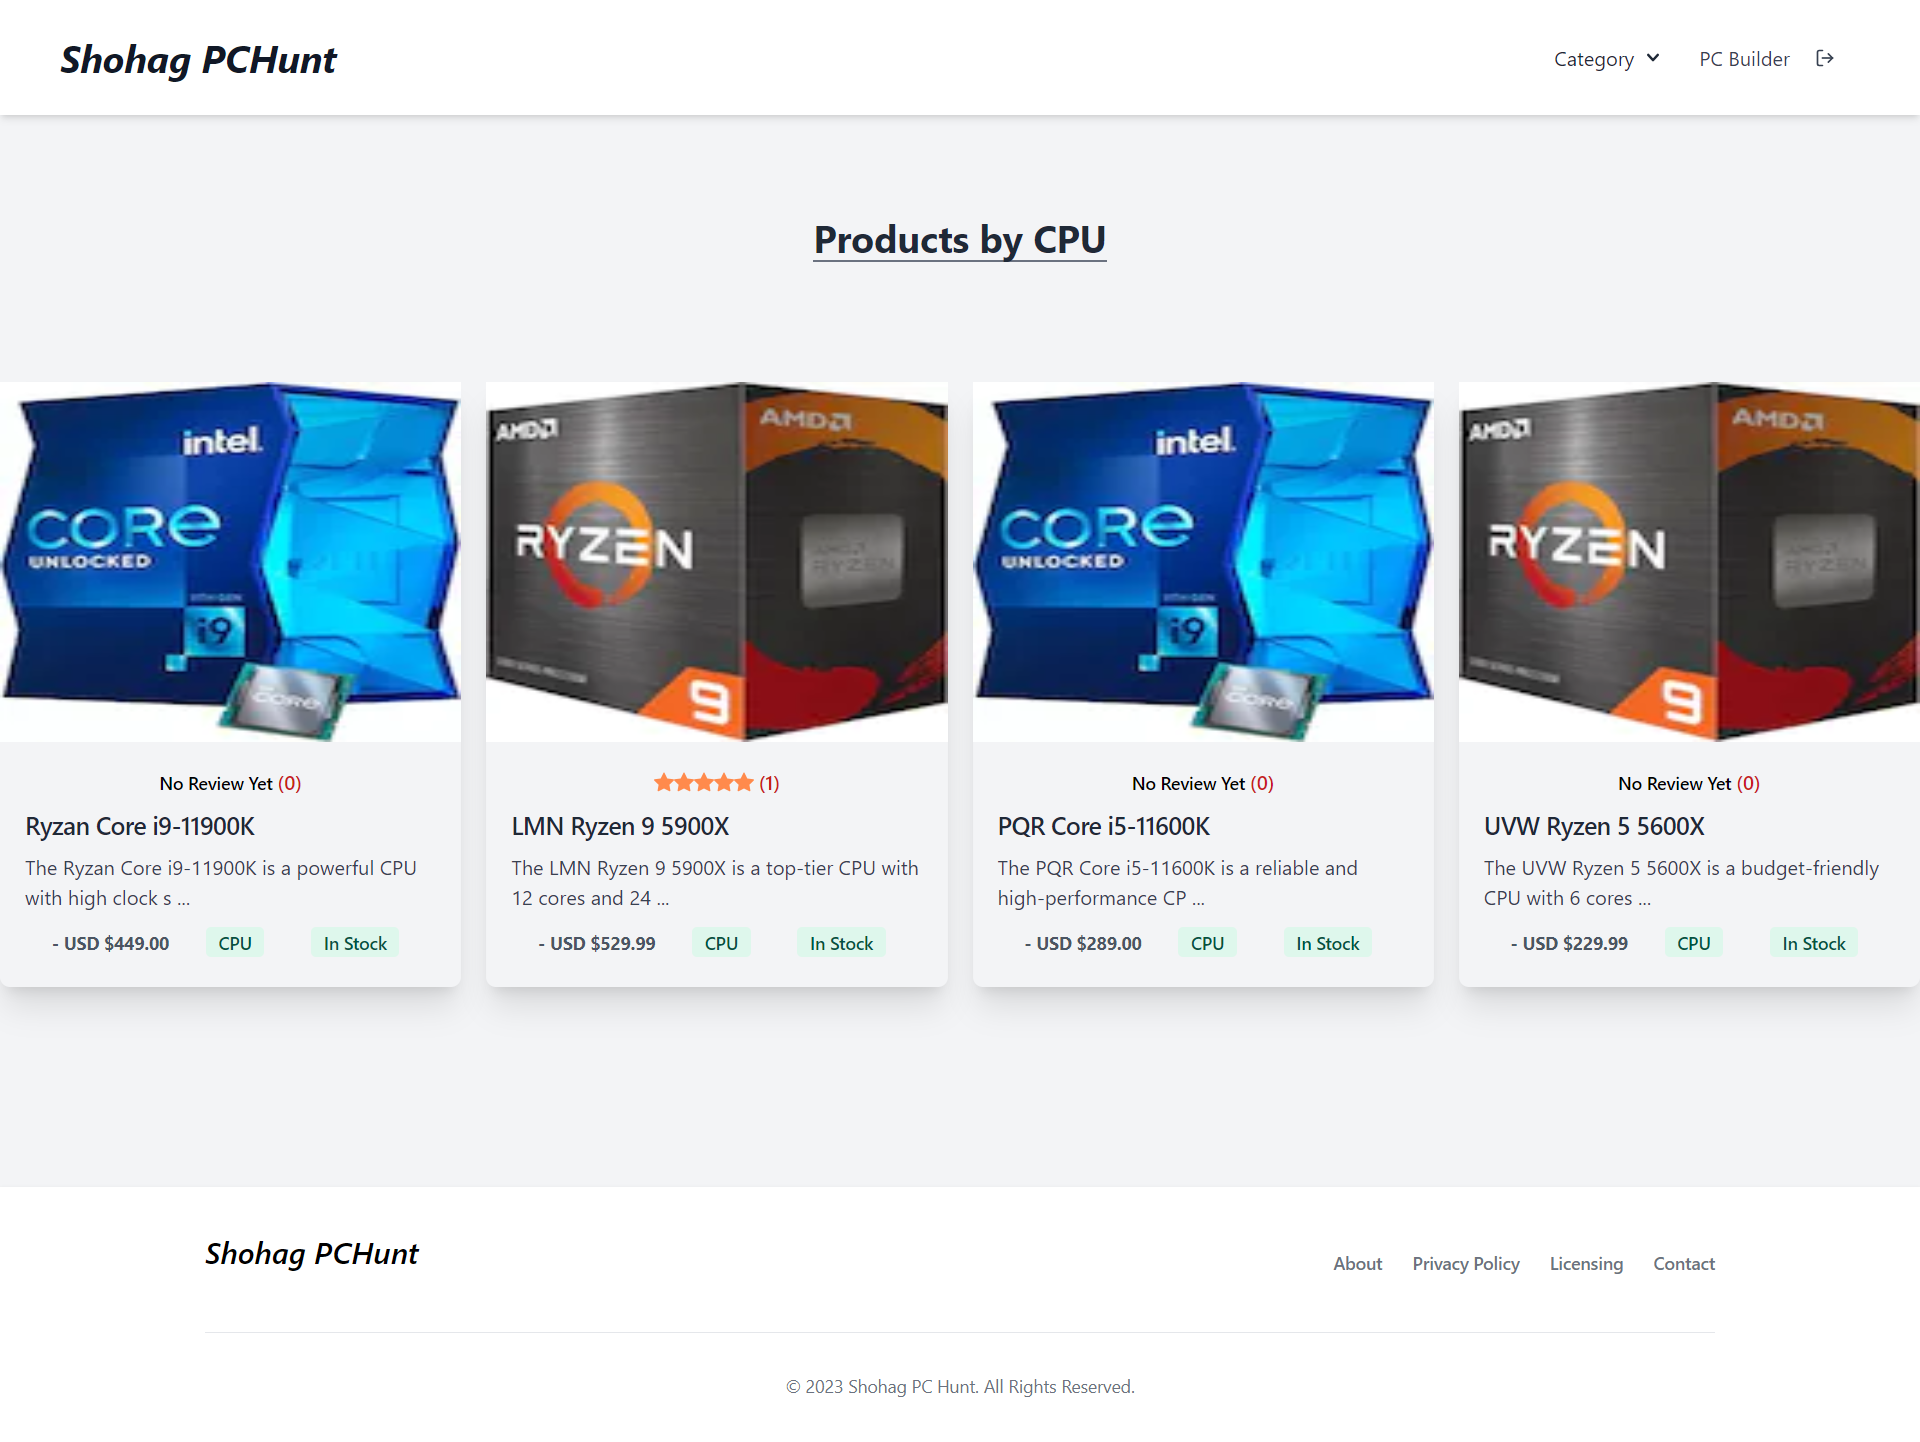 Shohag PCHunt
Category
PC Builder
Products by CPU
intel.
CORE
UNLOCKED
i9
CORE
AMD
AMD
RYZEN
AMD
RYZEN
9
intel.
CORE
UNLOCKED
i9
CORE
AMD
AMD
RYZEN
AMD
RYZEN
9
No Review Yet (0)
Ryzan Core i9-11900K
The Ryzan Core i9-11900K is a powerful CPU
with high clock s ...
- USD $449.00 CPU In Stock
(1)
LMN Ryzen 9 5900X
The LMN Ryzen 9 5900X is a top-tier CPU with
12 cores and 24 ...
- USD $529.99 CPU In Stock
No Review Yet (0)
PQR Core i5-11600K
The PQR Core i5-11600K is a reliable and
high-performance CP ...
- USD $289.00 CPU In Stock
No Review Yet (0)
UVW Ryzen 5 5600X
The UVW Ryzen 5 5600X is a budget-friendly
CPU with 6 cores ...
- USD $229.99 CPU In Stock
Shohag PCHunt
About Privacy Policy Licensing Contact
© 2023 Shohag PC Hunt. All Rights Reserved.